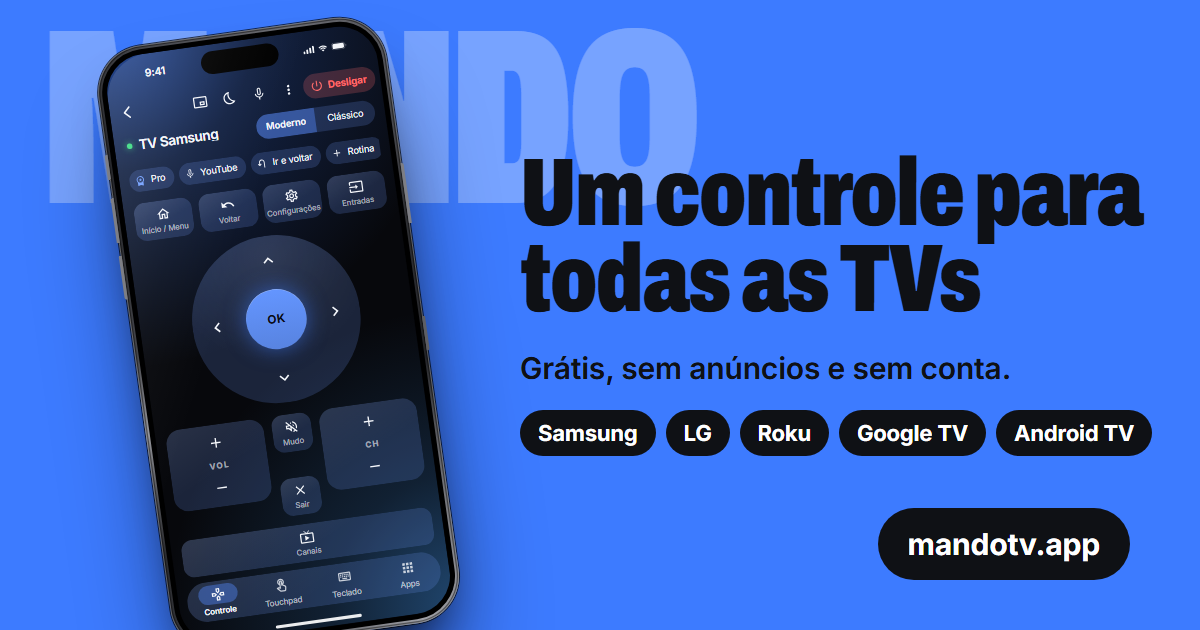 MANDO
9:41
Desligar
TV Samsung
Moderno
Clássico
Pro
YouTube
Ir e voltar
Rotina
Início / Menu
Voltar
Configurações
Entradas
OK
VOL
Mudo
CH
Sair
Canais
Controle
Touchpad
Teclado
Apps
Um controle para
todas as TVs
Grátis, sem anúncios e sem conta.
Samsung
LG
Roku
Google TV
Android TV
mandotv.app